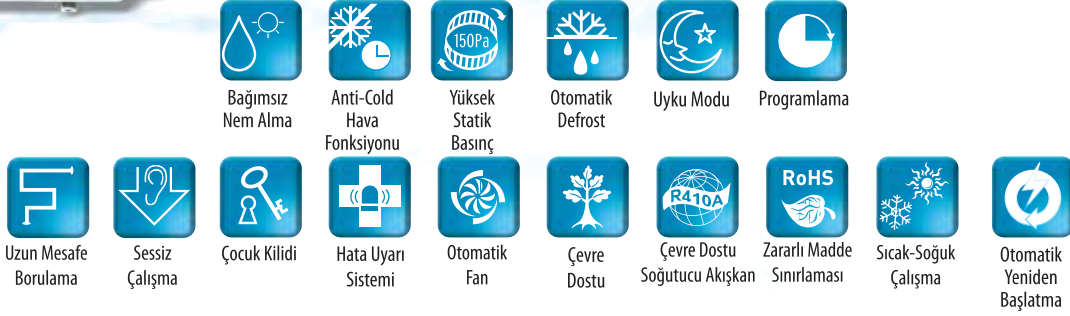 150Pa
Bağımsız
Nem Alma
Anti-Cold
Hava
Fonksiyonu
Yüksek
Statik
Basınç
Otomatik
Defrost
Uyku Modu
Programlama
R410A
RoHS
Uzun Mesafe
Borulama
Sessiz
Çalışma
Çocuk Kilidi
Hata Uyarı
Sistemi
Otomatik
Fan
Çevre
Dostu
Çevre Dostu
Soğutucu Akışkan
Zararlı Madde
Sınırlaması
Sıcak-Soğuk
Çalışma
Otomatik
Yeniden
Başlatma